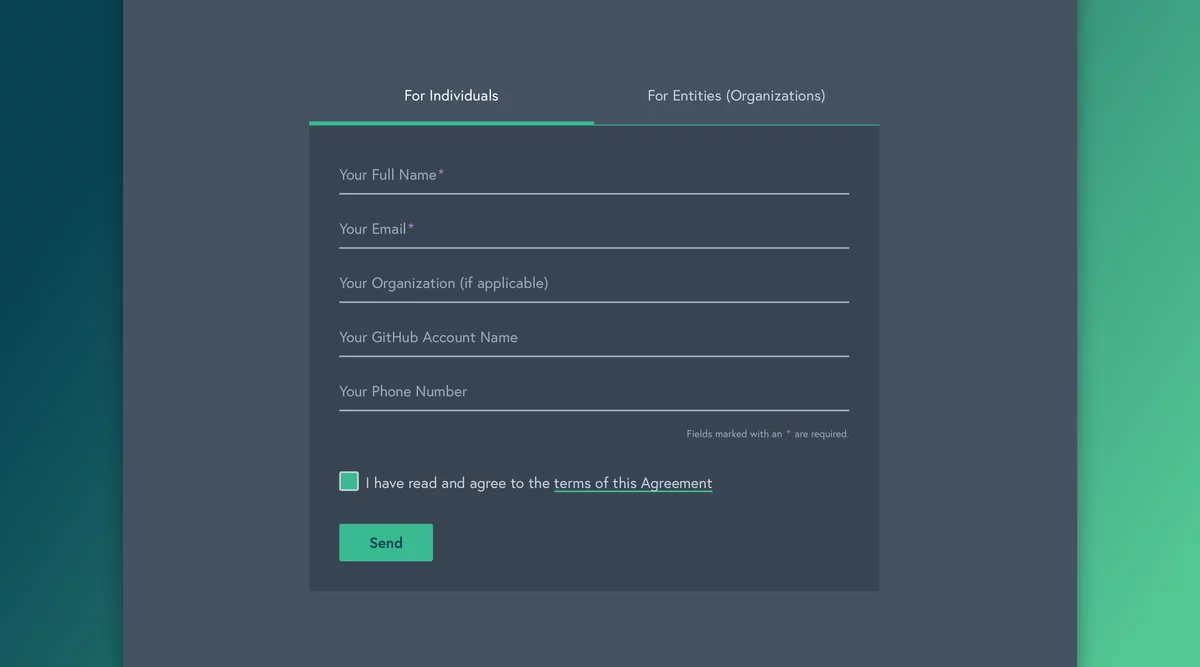 For Individuals
For Entities (Organizations)
Your Full Name*
Your Email*
Your Organization (if applicable)
Your GitHub Account Name
Your Phone Number
Fields marked with an * are required.
I have read and agree to the terms of this Agreement
Send